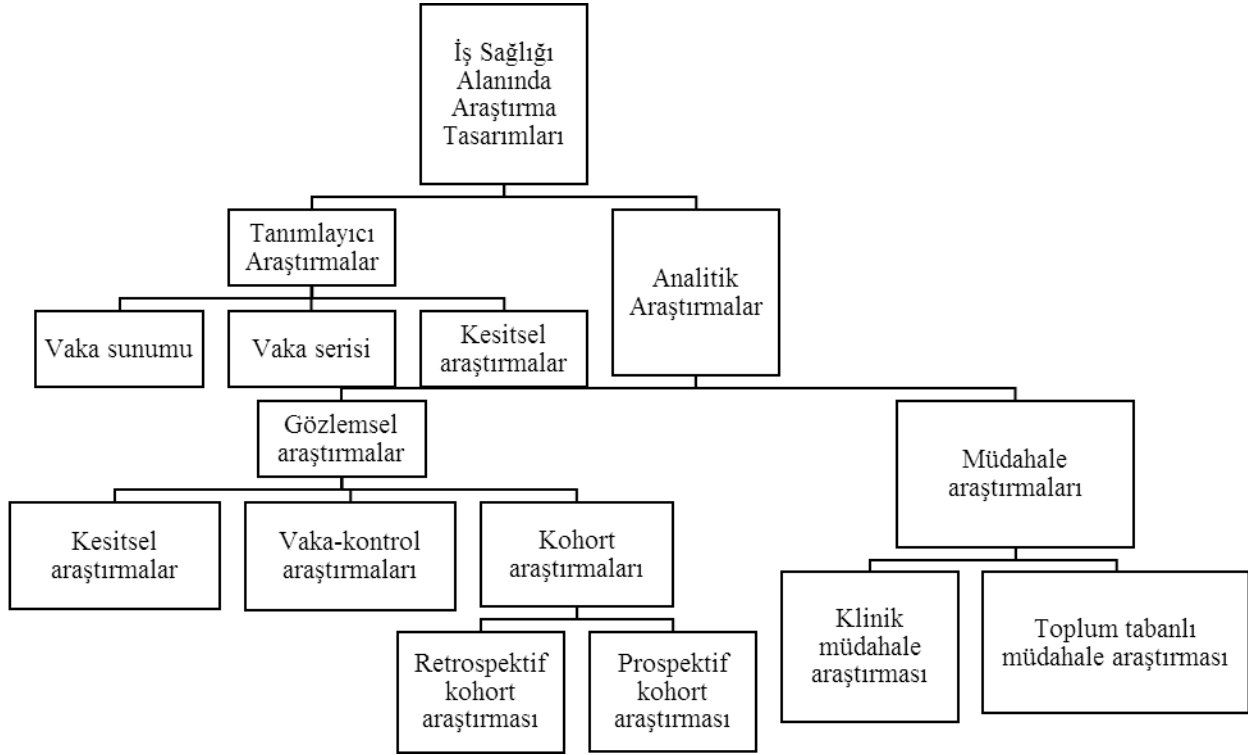 İş Sağlığı
Alanında
Araştırma
Tasarımları
Tanımlayıcı
Araştırmalar
Analitik
Araştırmalar
Vaka sunumu
Vaka serisi
Kesitsel
araştırmalar
Gözlemsel
araştırmalar
Müdahale
araştırmaları
Kesitsel
araştırmalar
Vaka-kontrol
araştırmaları
Kohort
araştırmaları
Retrospektif
kohort
araştırması
Prospektif
kohort
araştırması
Klinik
müdahale
araştırması
Toplum tabanlı
müdahale araştırması